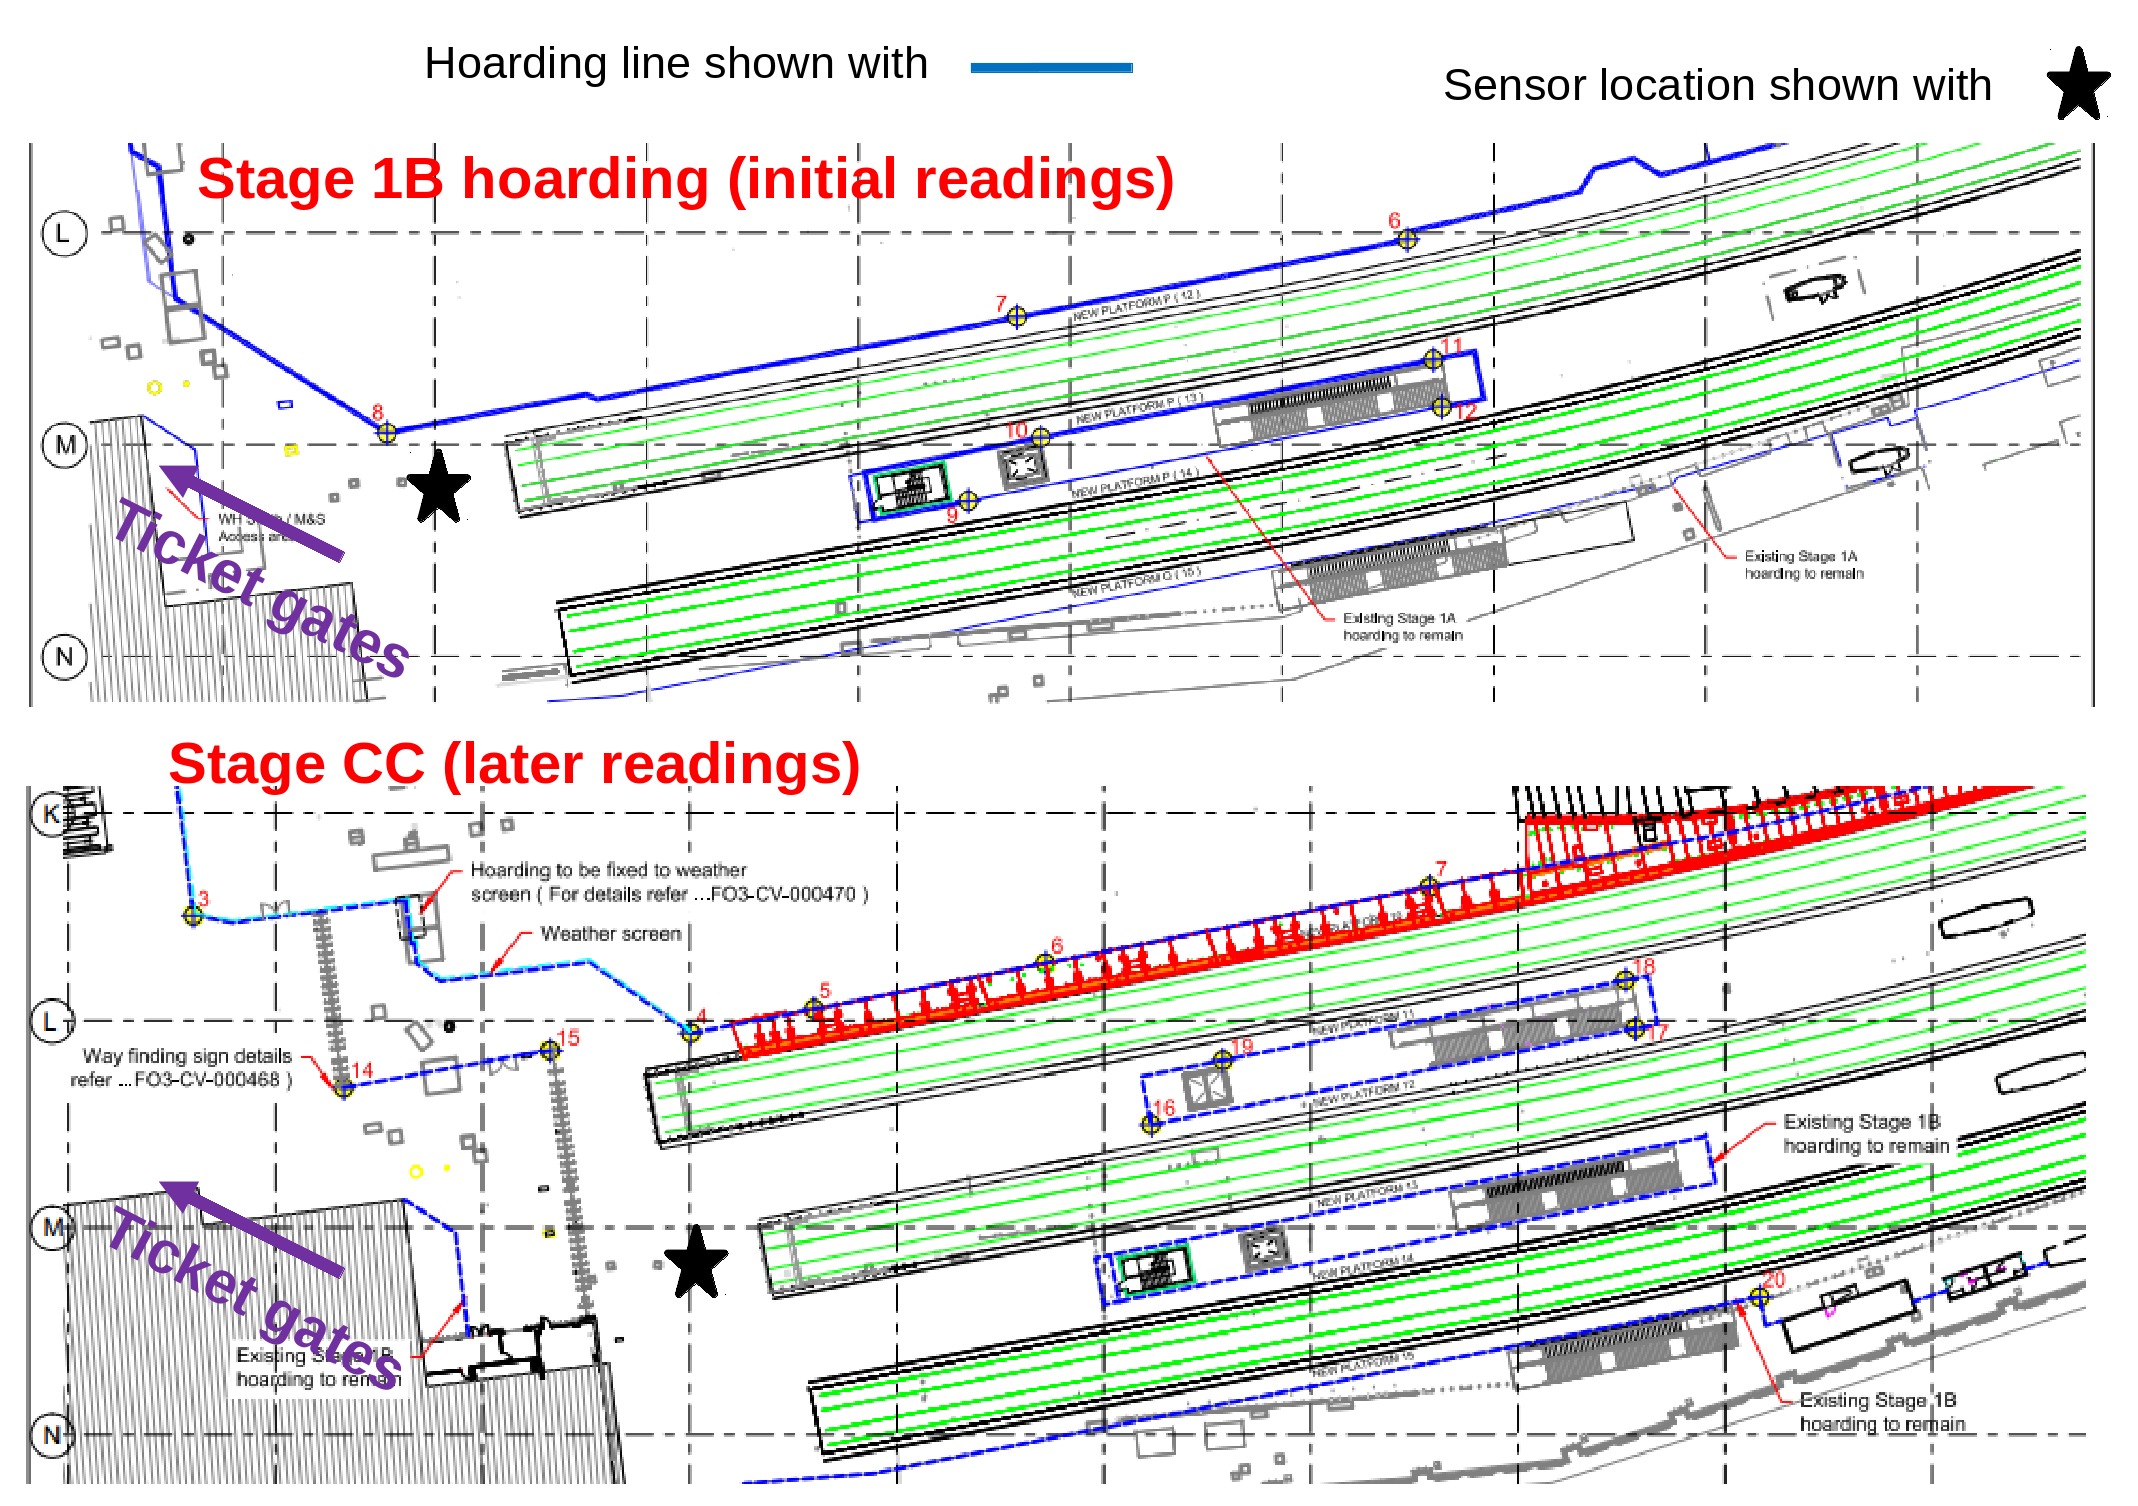 Hoarding line shown with
Sensor location shown with
Stage 1B hoarding (initial readings)
L
6
7
NEW PLATFORM P ( 12 )
11
8
NEW PLATFORM P ( 13 )
12
10
M
NEW PLATFORM P ( 14 )
9
WH / M&S
Access
Ticket gates
Existing Stage 1A
hoarding to remain
NEW PLATFORM Q ( 15 )
Existing Stage 1A
hoarding to remain
N
Stage CC (later readings)
K
Hoarding to be fixed to weather
screen ( For details refer ...FO3-CV-000470 )
7
3
Weather screen
6
18
5
4
L
NEW PLATFORM 11
17
15
19
Way finding sign details
refer ...FO3-CV-000468 )
14
NEW PLATFORM 12
16
Existing Stage 1B
hoarding to remain
NEW PLATFORM 13
M
Ticket gates
NEW PLATFORM 14
20
Existing Stage 1B
hoarding to remain
NEW PLATFORM 15
Existing Stage 1B
hoarding to remain
N